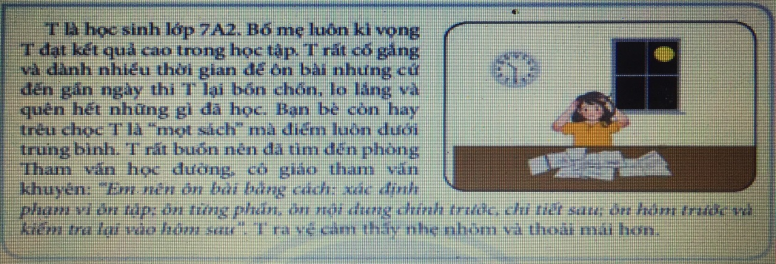 T là học sinh lớp 7A2. Bố mẹ luôn kì vọng
T đạt kết quả cao trong học tập. T rất cố gắng
và dành nhiều thời gian để ôn bài nhưng cứ
đến gần ngày thi T lại bồn chồn, lo lắng và
quên hết những gì đã học. Bạn bè còn hay
trêu chọc T là "mọt sách" mà điểm luôn dưới
trung bình. T rất buồn nên đã tìm đến phòng
Tham vấn học đường, cô giáo tham vấn
khuyên: "Em nên ôn bài bằng cách: xác định
phạm vi ôn tập; ôn từng phần, ôn nội dung chính trước, chi tiết sau; ôn hôm trước và
kiểm tra lại vào hôm sau". T ra về cảm thấy nhẹ nhõm và thoải mái hơn.